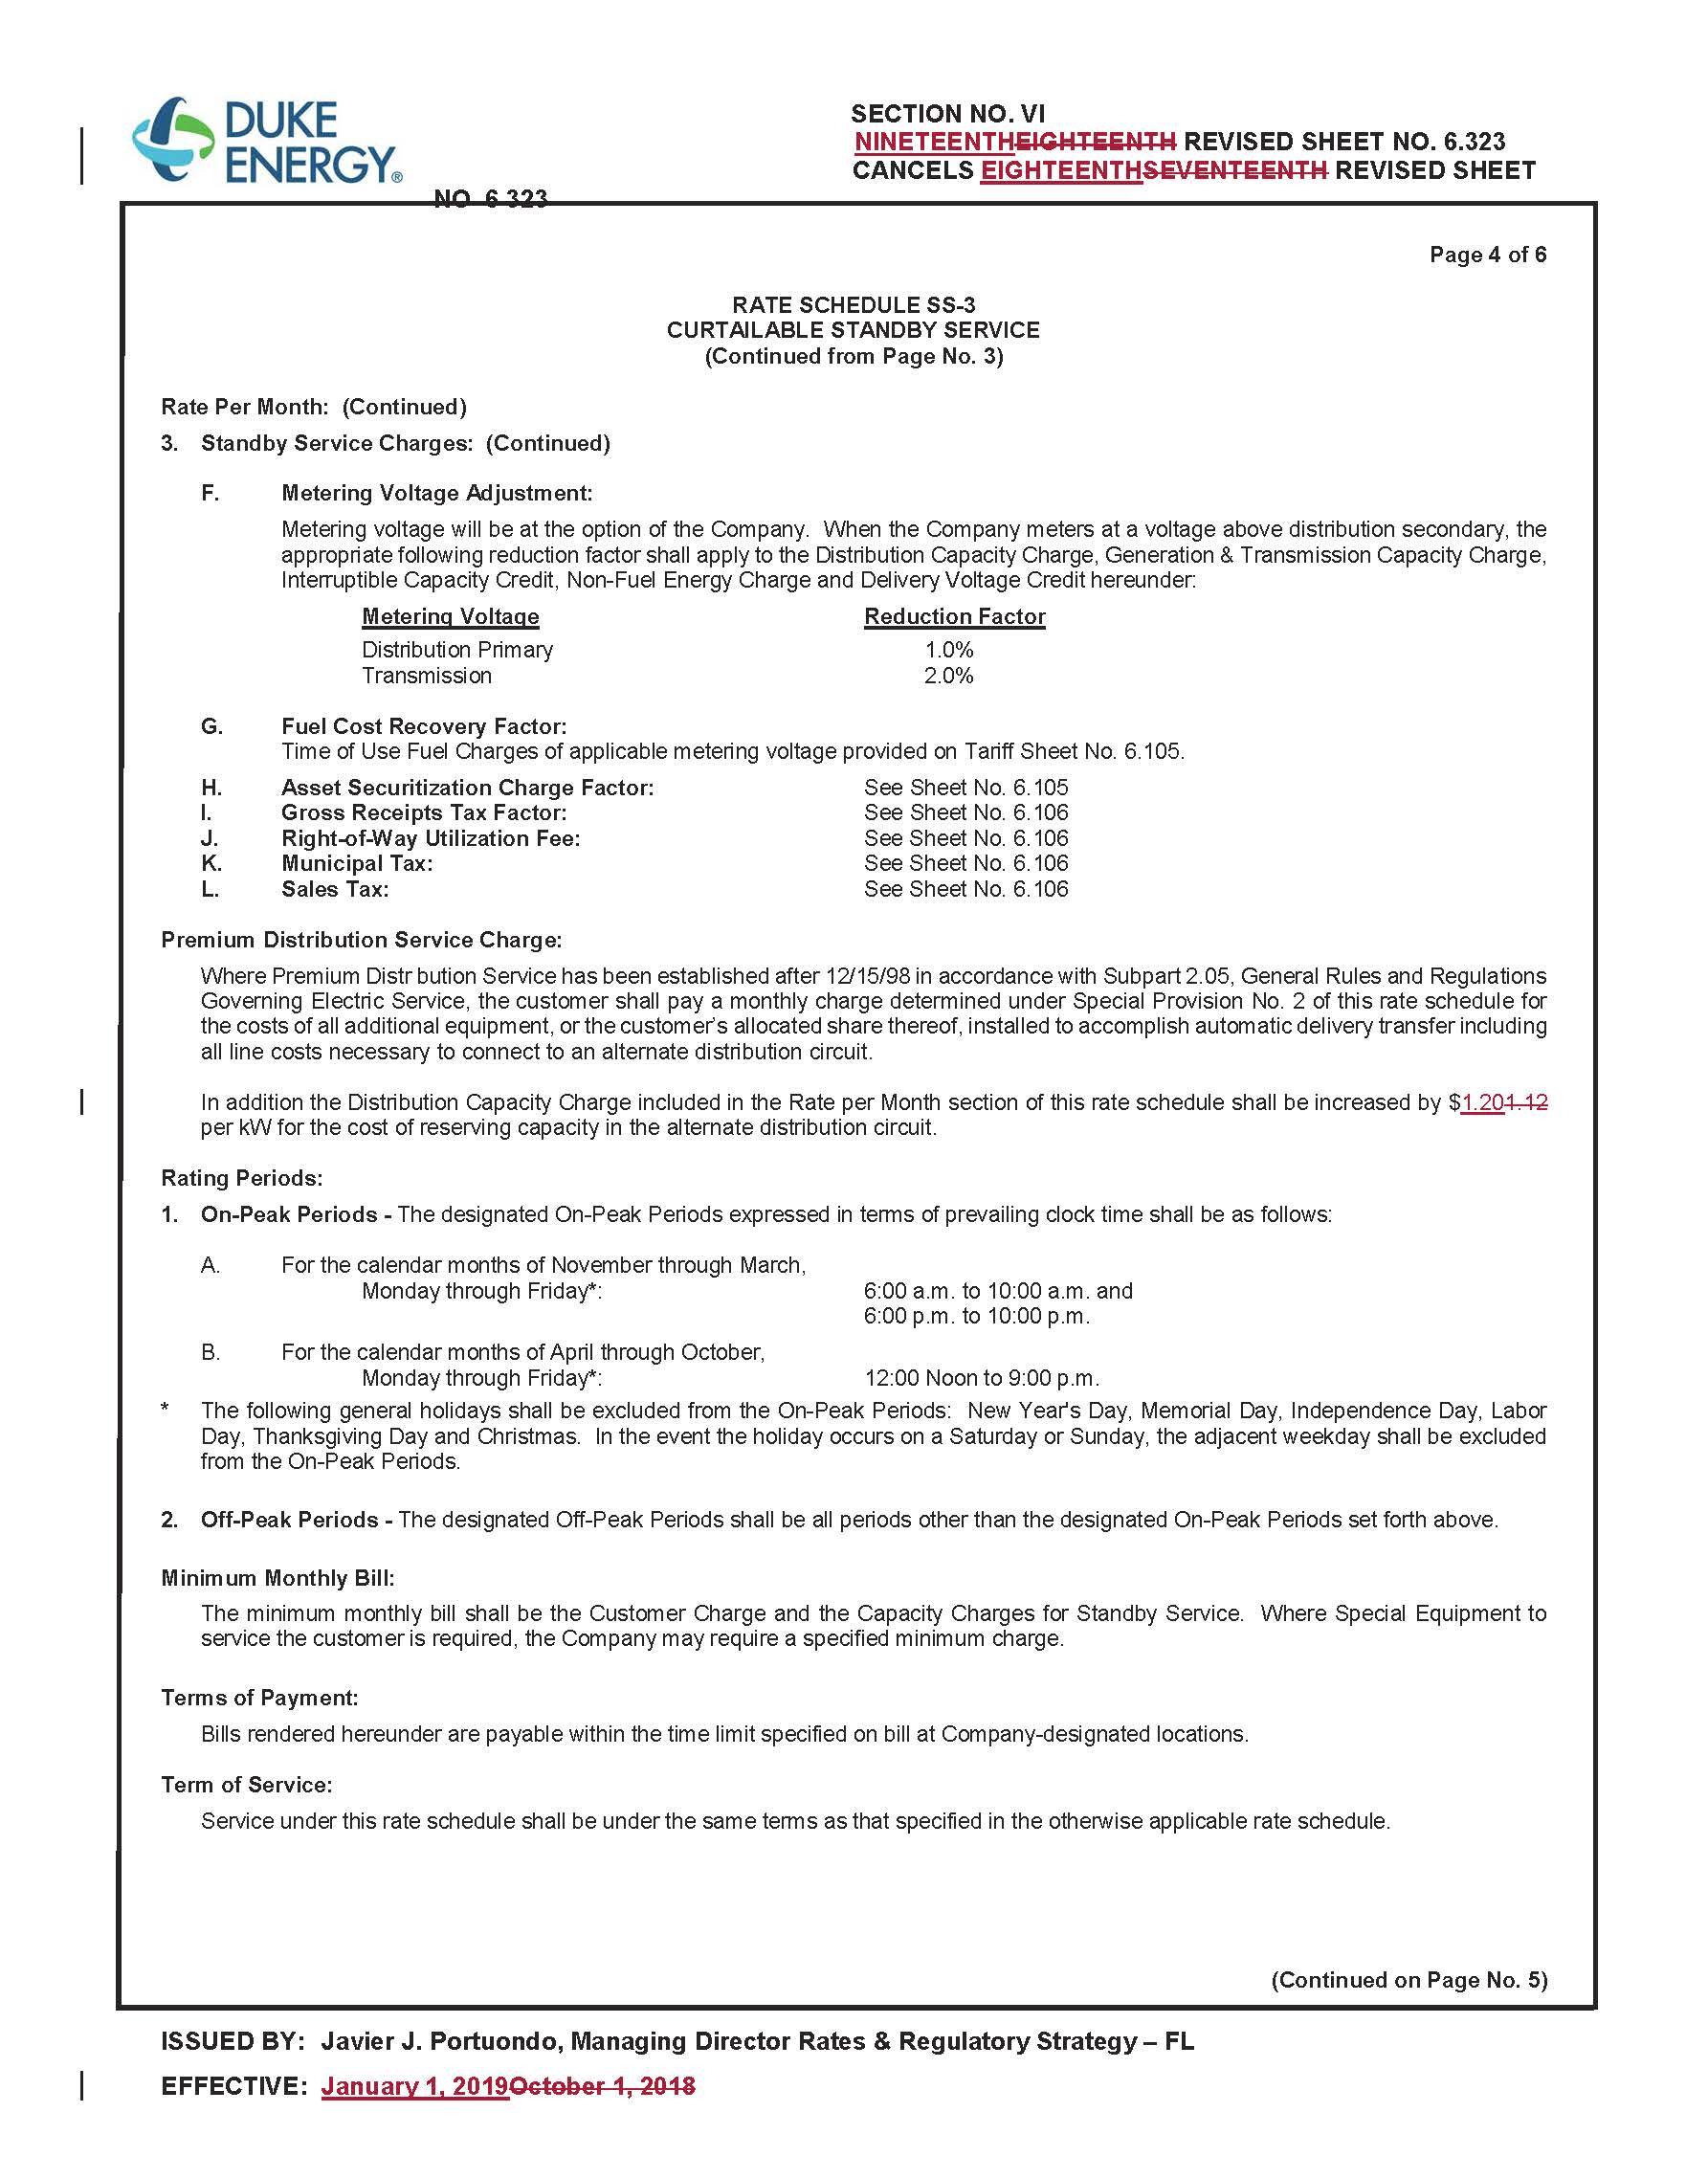 DUKE
ENERGY®
SECTION NO. VI
NINETEENTHEIGHTEENTH REVISED SHEET NO. 6.323
CANCELS EIGHTEENTHSEVENTEENTH REVISED SHEET
NO. 6.323
Page 4 of 6
RATE SCHEDULE SS-3
CURTAILABLE STANDBY SERVICE
(Continued from Page No. 3)
Rate Per Month: (Continued)
3. Standby Service Charges: (Continued)
F. Metering Voltage Adjustment:
Metering voltage will be at the option of the Company. When the Company meters at a voltage above distribution secondary, the
appropriate following reduction factor shall apply to the Distribution Capacity Charge, Generation & Transmission Capacity Charge,
Interruptible Capacity Credit, Non-Fuel Energy Charge and Delivery Voltage Credit hereunder:
Metering Voltage Reduction Factor
Distribution Primary 1.0%
Transmission 2.0%
G. Fuel Cost Recovery Factor:
Time of Use Fuel Charges of applicable metering voltage provided on Tariff Sheet No. 6.105.
H. Asset Securitization Charge Factor: See Sheet No. 6.105
I. Gross Receipts Tax Factor: See Sheet No. 6.106
J. Right-of-Way Utilization Fee: See Sheet No. 6.106
K. Municipal Tax: See Sheet No. 6.106
L. Sales Tax: See Sheet No. 6.106
Premium Distribution Service Charge:
Where Premium Distr bution Service has been established after 12/15/98 in accordance with Subpart 2.05, General Rules and Regulations
Governing Electric Service, the customer shall pay a monthly charge determined under Special Provision No. 2 of this rate schedule for
the costs of all additional equipment, or the customer's allocated share thereof, installed to accomplish automatic delivery transfer including
all line costs necessary to connect to an alternate distribution circuit.
In addition the Distribution Capacity Charge included in the Rate per Month section of this rate schedule shall be increased by $1.201.12
per kW for the cost of reserving capacity in the alternate distribution circuit.
Rating Periods:
1. On-Peak Periods - The designated On-Peak Periods expressed in terms of prevailing clock time shall be as follows:
A. For the calendar months of November through March,
Monday through Friday*: 6:00 a.m. to 10:00 a.m. and
6:00 p.m. to 10:00 p.m.
B. For the calendar months of April through October,
Monday through Friday*: 12:00 Noon to 9:00 p.m.
* The following general holidays shall be excluded from the On-Peak Periods: New Year's Day, Memorial Day, Independence Day, Labor
Day, Thanksgiving Day and Christmas. In the event the holiday occurs on a Saturday or Sunday, the adjacent weekday shall be excluded
from the On-Peak Periods.
2. Off-Peak Periods - The designated Off-Peak Periods shall be all periods other than the designated On-Peak Periods set forth above.
Minimum Monthly Bill:
The minimum monthly bill shall be the Customer Charge and the Capacity Charges for Standby Service. Where Special Equipment to
service the customer is required, the Company may require a specified minimum charge.
Terms of Payment:
Bills rendered hereunder are payable within the time limit specified on bill at Company-designated locations.
Term of Service:
Service under this rate schedule shall be under the same terms as that specified in the otherwise applicable rate schedule.
(Continued on Page No. 5)
ISSUED BY: Javier J. Portuondo, Managing Director Rates & Regulatory Strategy – FL
EFFECTIVE: January 1, 2019October 1, 2018